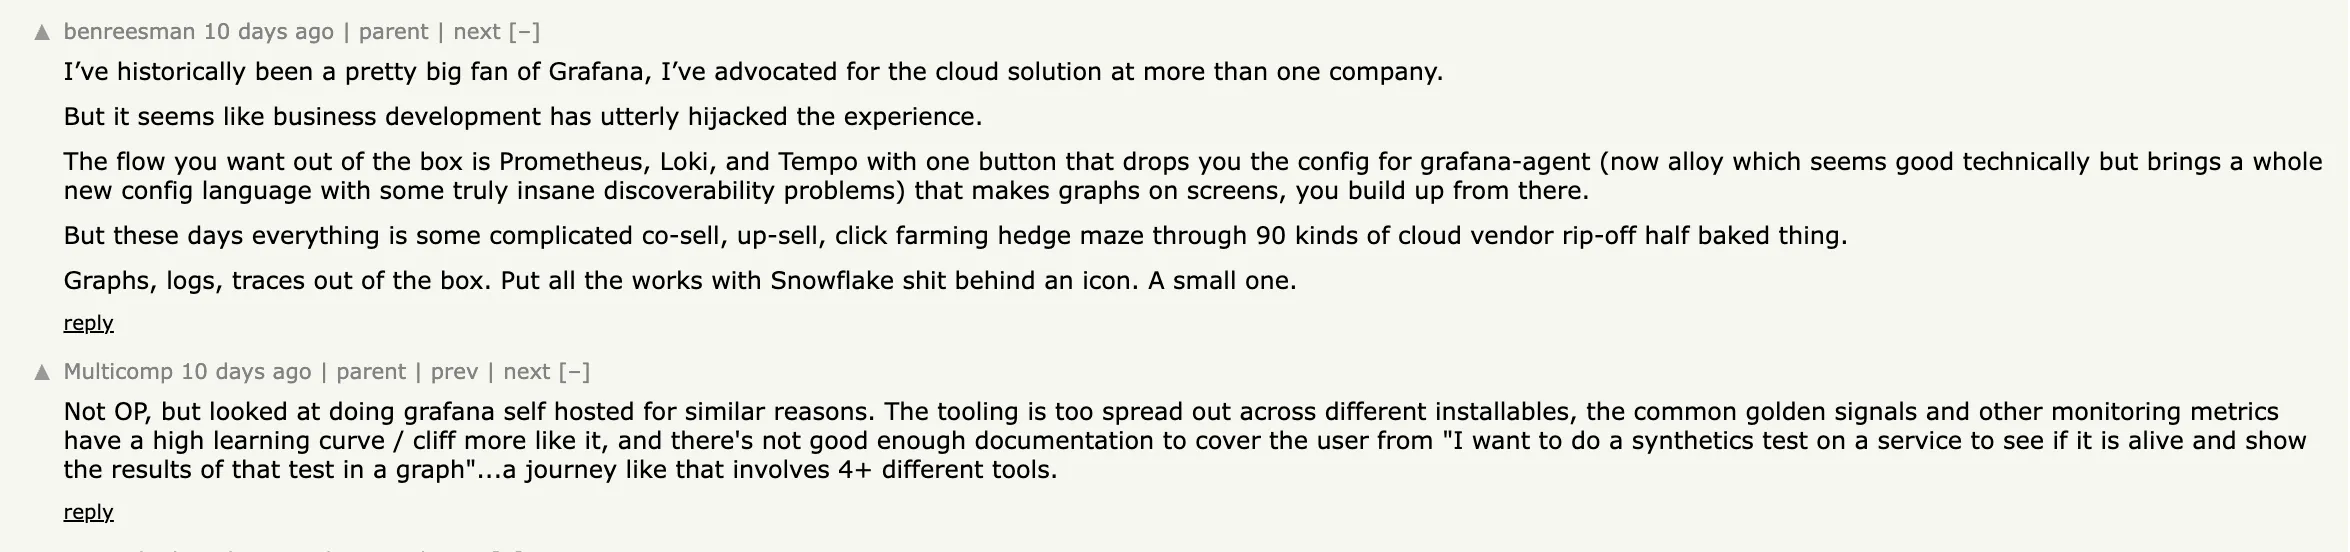 ▲ benreesman 10 days ago | parent | next [–]
I’ve historically been a pretty big fan of Grafana, I’ve advocated for the cloud solution at more than one company.
But it seems like business development has utterly hijacked the experience.
The flow you want out of the box is Prometheus, Loki, and Tempo with one button that drops you the config for grafana-agent (now alloy which seems good technically but brings a whole
new config language with some truly insane discoverability problems) that makes graphs on screens, you build up from there.
But these days everything is some complicated co-sell, up-sell, click farming hedge maze through 90 kinds of cloud vendor rip-off half baked thing.
Graphs, logs, traces out of the box. Put all the works with Snowflake shit behind an icon. A small one.
reply
▲ Multicomp 10 days ago | parent | prev | next [–]
Not OP, but looked at doing grafana self hosted for similar reasons. The tooling is too spread out across different installables, the common golden signals and other monitoring metrics
have a high learning curve / cliff more like it, and there's not good enough documentation to cover the user from "I want to do a synthetics test on a service to see if it is alive and show
the results of that test in a graph"...a journey like that involves 4+ different tools.
reply